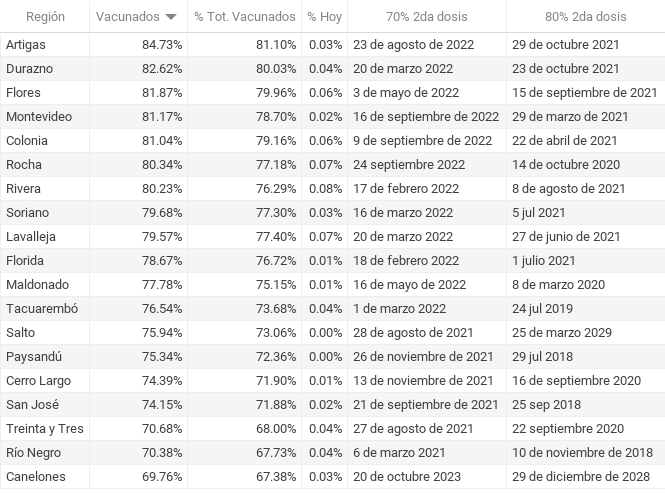 Región Vacunados % Tot. Vacunados % Hoy 70% 2da dosis 80% 2da dosis
Artigas 84.73% 81.10% 0.03% 23 de agosto de 2022 29 de octubre 2021
Durazno 82.62% 80.03% 0.04% 20 de marzo 2022 23 de octubre 2021
Flores 81.87% 79.96% 0.06% 3 de mayo de 2022 15 de septiembre de 2021
Montevideo 81.17% 78.70% 0.02% 16 de septiembre de 2022 29 de marzo de 2021
Colonia 81.04% 79.16% 0.06% 9 de septiembre de 2022 22 de abril de 2021
Rocha 80.34% 77.18% 0.07% 24 septiembre 2022 14 de octubre 2020
Rivera 80.23% 76.29% 0.08% 17 de febrero 2022 8 de agosto de 2021
Soriano 79.68% 77.30% 0.03% 16 de marzo 2022 5 jul 2021
Lavalleja 79.57% 77.40% 0.07% 20 de marzo 2022 27 de junio de 2021
Florida 78.67% 76.72% 0.01% 18 de febrero 2022 1 julio 2021
Maldonado 77.78% 75.15% 0.01% 16 de mayo de 2022 8 de marzo 2020
Tacuarembó 76.54% 73.68% 0.04% 1 de marzo 2022 24 jul 2019
Salto 75.94% 73.06% 0.00% 28 de agosto de 2021 25 de marzo 2029
Paysandú 75.34% 72.36% 0.00% 26 de noviembre de 2021 29 jul 2018
Cerro Largo 74.39% 71.90% 0.01% 13 de noviembre de 2021 16 de septiembre 2020
San José 74.15% 71.88% 0.02% 21 de septiembre de 2021 25 sep 2018
Treinta y Tres 70.68% 68.00% 0.04% 27 de agosto de 2021 22 septiembre 2020
Río Negro 70.38% 67.73% 0.04% 6 de marzo 2021 10 de noviembre de 2018
Canelones 69.76% 67.38% 0.03% 20 de octubre 2023 29 de diciembre de 2028